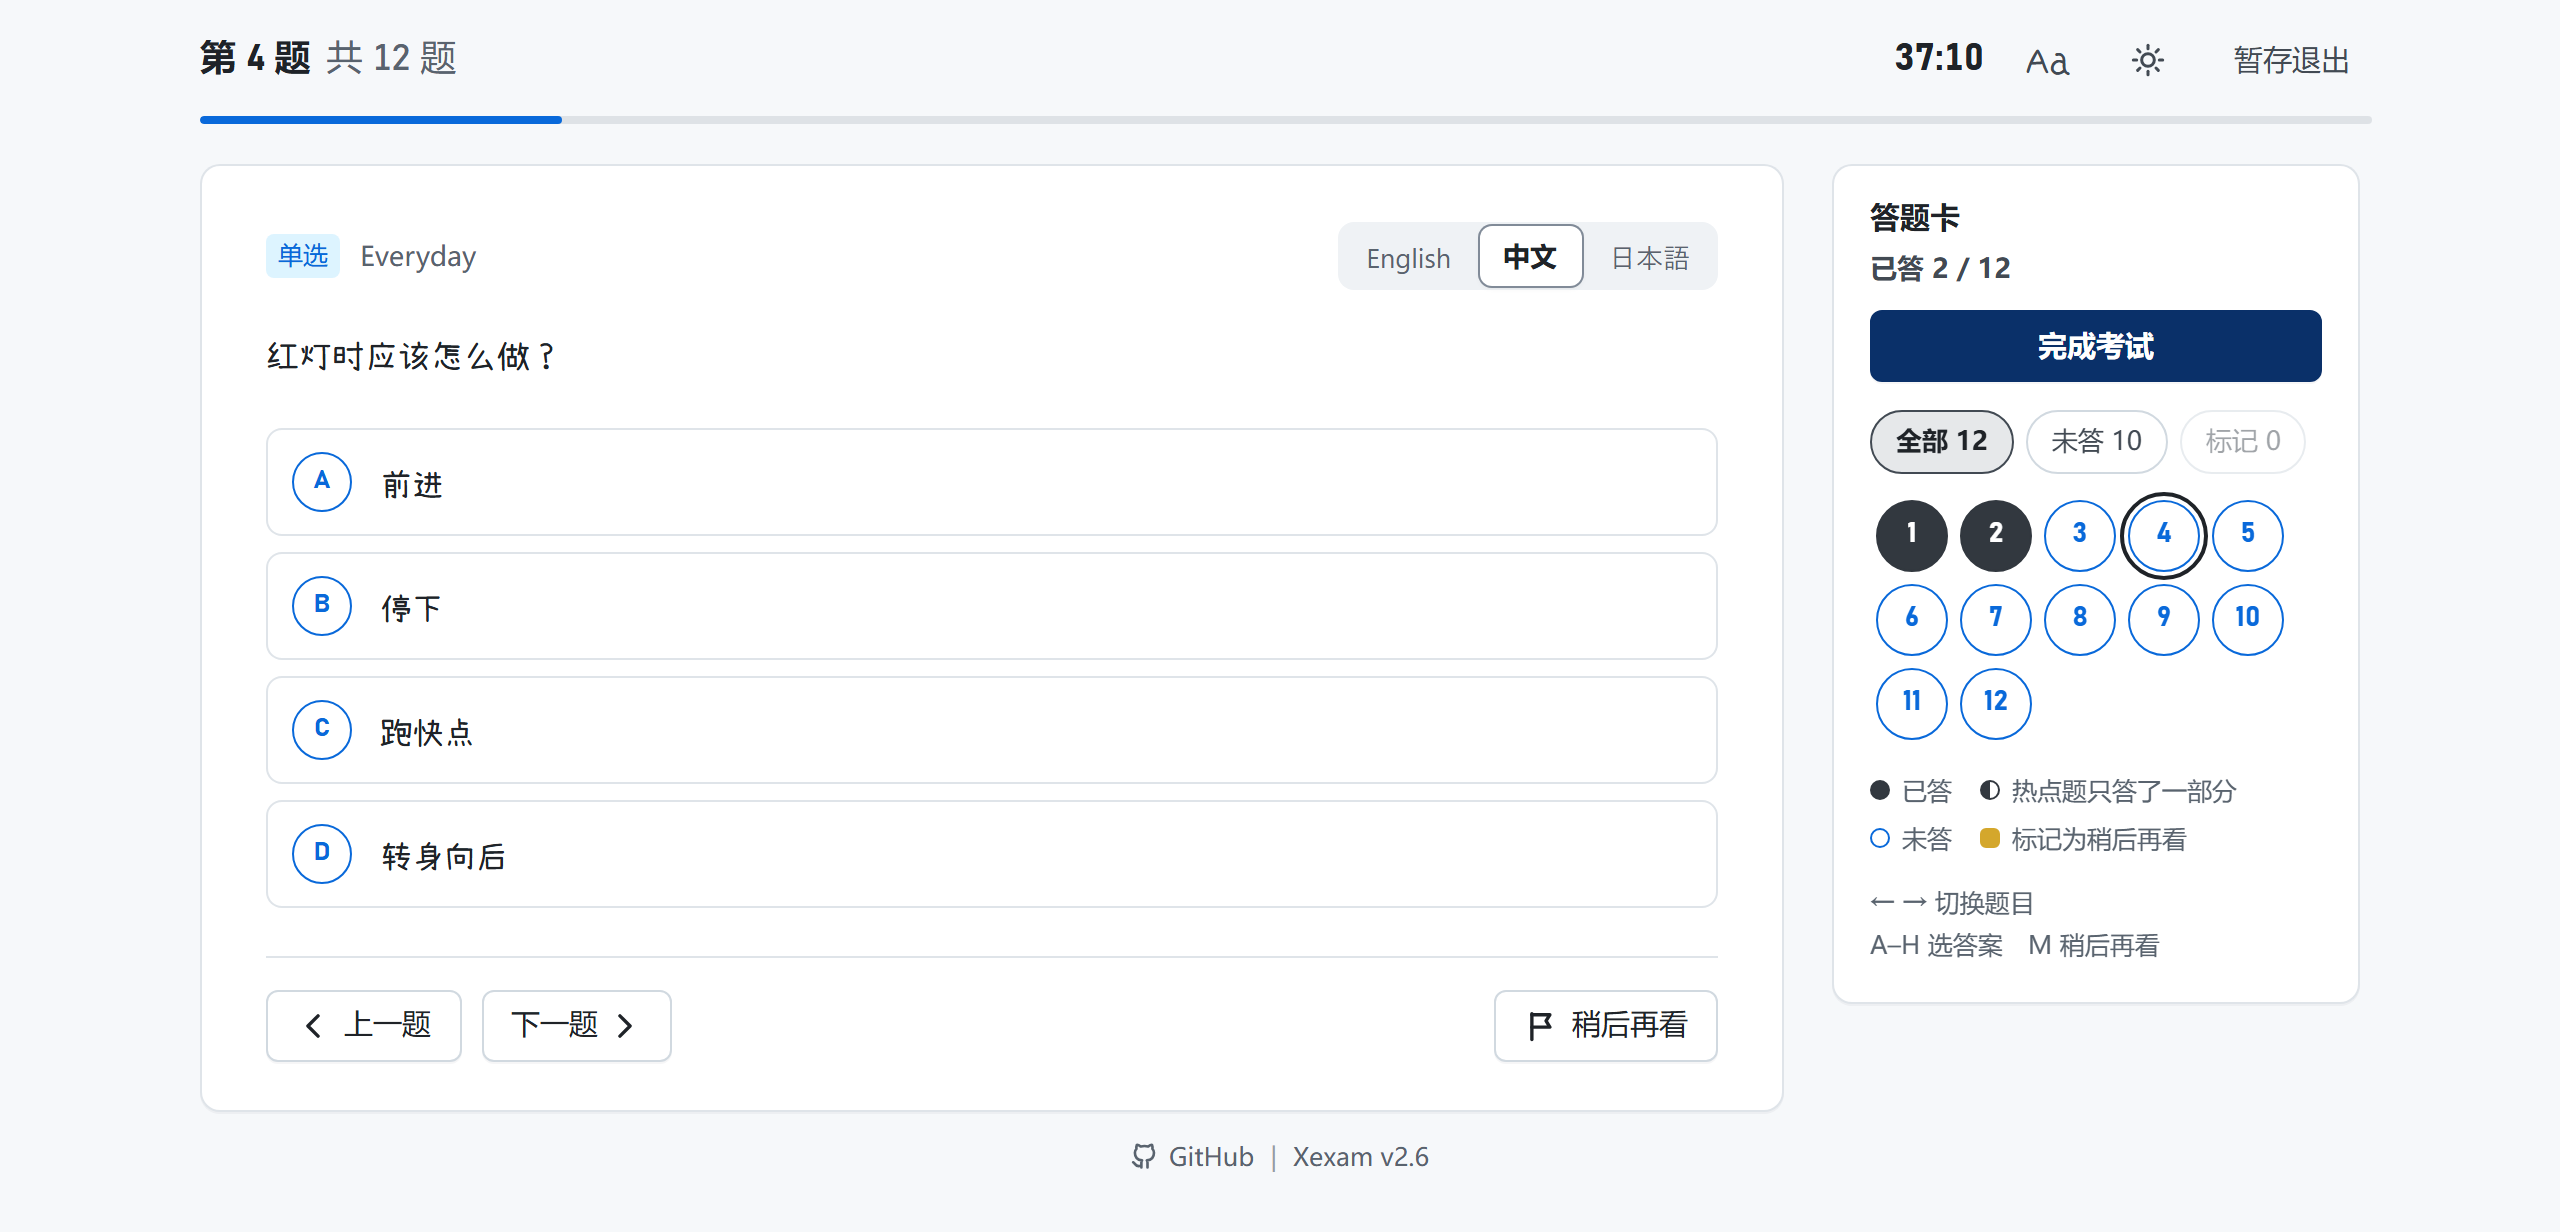 第 4 题 共 12 题
37:10 Aa 暂存退出
单选 Everyday
English 中文 日本語
红灯时应该怎么做？
A 前进
B 停下
C 跑快点
D 转身向后
上一题 下一题 稍后再看
答题卡
已答 2 / 12
完成考试
全部 12 未答 10 标记 0
1 2 3 4 5
6 7 8 9 10
11 12
已答 热点题只答了一部分
未答 标记为稍后再看
← → 切换题目
A–H 选答案 M 稍后再看
GitHub | Xexam v2.6